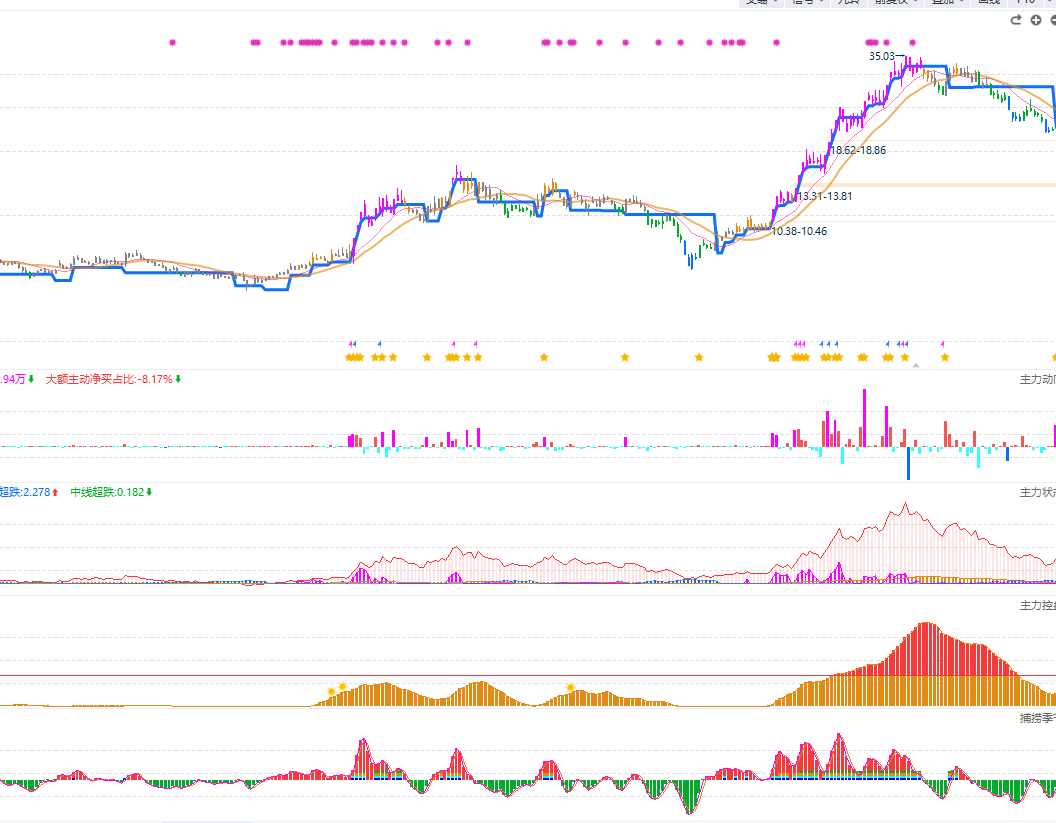 35.03
18.62-18.86
13.31-13.81
10.38-10.46
.94万 大额主动净买占比:-8.17%
主力动
超跌:2.278 中线超跌:0.182
主力状
主力控
捕捞季